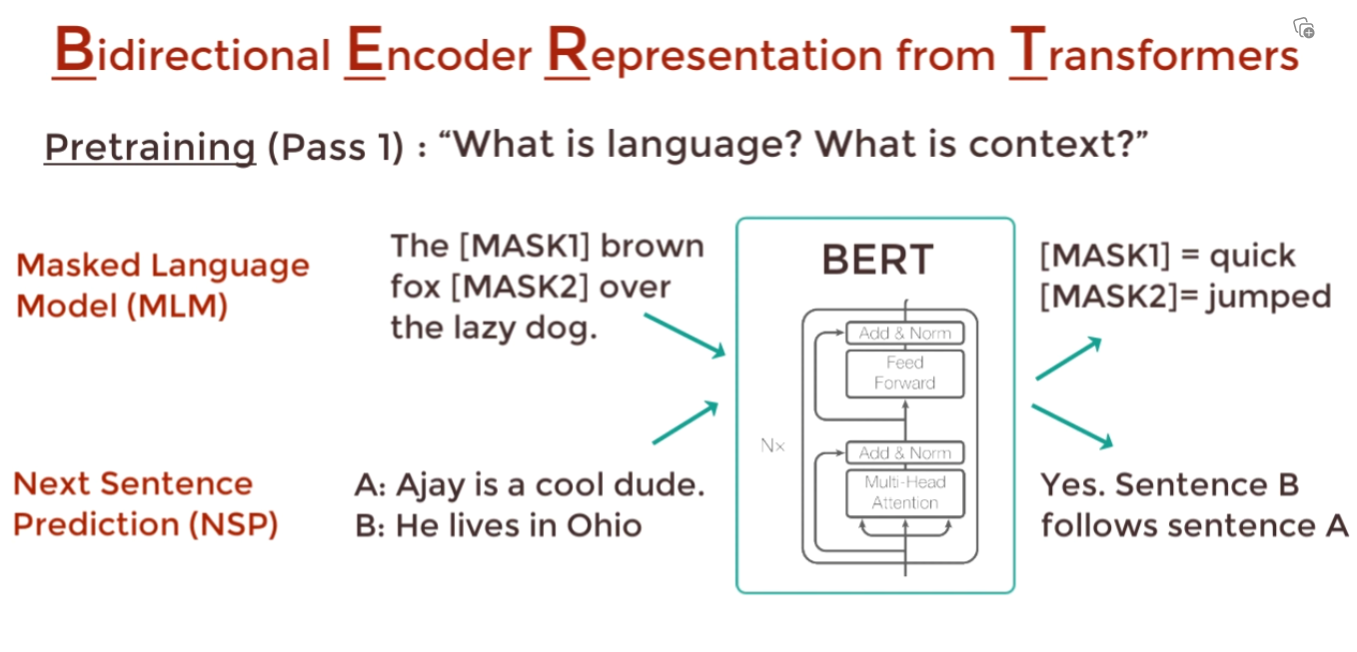 Bidirectional Encoder Representation from Transformers
Pretraining (Pass 1) : “What is language? What is context?”
Masked Language
Model (MLM)
The [MASK1] brown
fox [MASK2] over
the lazy dog.
BERT
Add & Norm
Feed
Forward
Nx
Add & Norm
Multi-Head
Attention
[MASK1] = quick
[MASK2]= jumped
Next Sentence
Prediction (NSP)
A: Ajay is a cool dude.
B: He lives in Ohio
Yes. Sentence B
follows sentence A